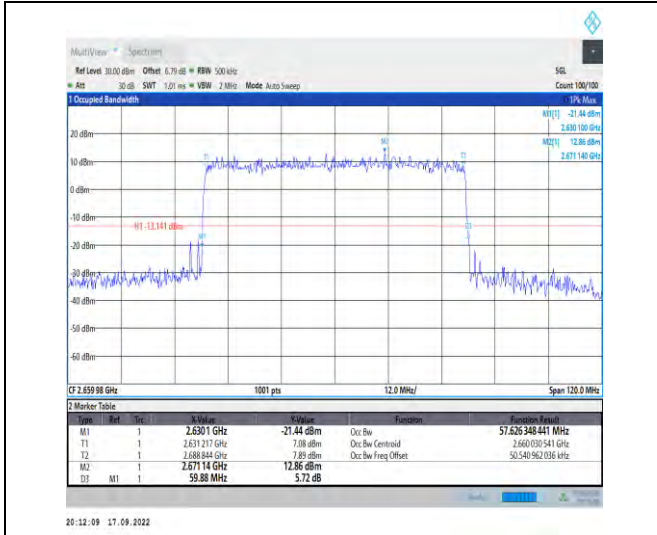 MultiView Spectrum
Ref Level 30.00 dBm Offset 6.79 dB RBW 500 kHz SGL
Att 30 dB SWT 1.01 ms VBW 2 MHz Mode Auto Sweep Count 100/100
1 Occupied Bandwidth 1Pk Max
M1[1] -21.44 dBm
2.630 100 GHz
20 dBm M2[1] 12.86 dBm
2.671 140 GHz
M2
T1 T2
10 dBm
0 dBm
-10 dBm
H1 -13.141 dBm
M1 D3
-20 dBm
-30 dBm
-40 dBm
-50 dBm
-60 dBm
CF 2.659 98 GHz 1001 pts 12.0 MHz/ Span 120.0 MHz
2 Marker Table
Type Ref Trc X-Value Y-Value Function Function Result
M1 1 2.6301 GHz -21.44 dBm Occ Bw 57.626 348 441 MHz
T1 1 2.631 217 GHz 7.08 dBm Occ Bw Centroid 2.660 030 541 GHz
T2 1 2.688 844 GHz 7.89 dBm Occ Bw Freq Offset 50.540 962 036 kHz
M2 1 2.671 14 GHz 12.86 dBm
D3 M1 1 59.88 MHz 5.72 dB
20:12:09 17.09.2022